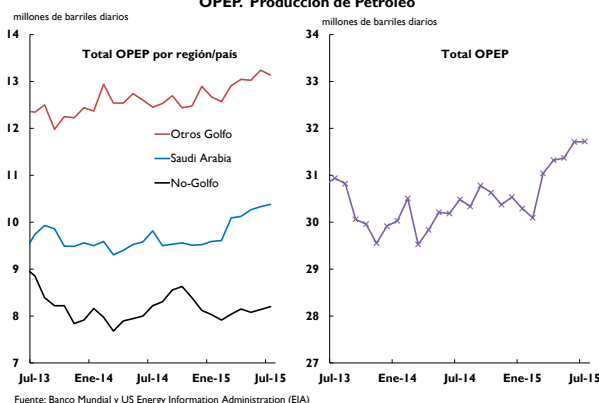 OPEP. Producción de Petróleo
millones de barriles diarios
Total OPEP por región/país
14
13
12
11
10
9
8
7
Otros Golfo
Saudi Arabia
No-Golfo
Jul-13 Ene-14 Jul-14 Ene-15 Jul-15
millones de barriles diarios
Total OPEP
34
33
32
31
30
29
28
27
Jul-13 Ene-14 Jul-14 Ene-15 Jul-15
Fuente: Banco Mundial y US Energy Information Administration (EIA)